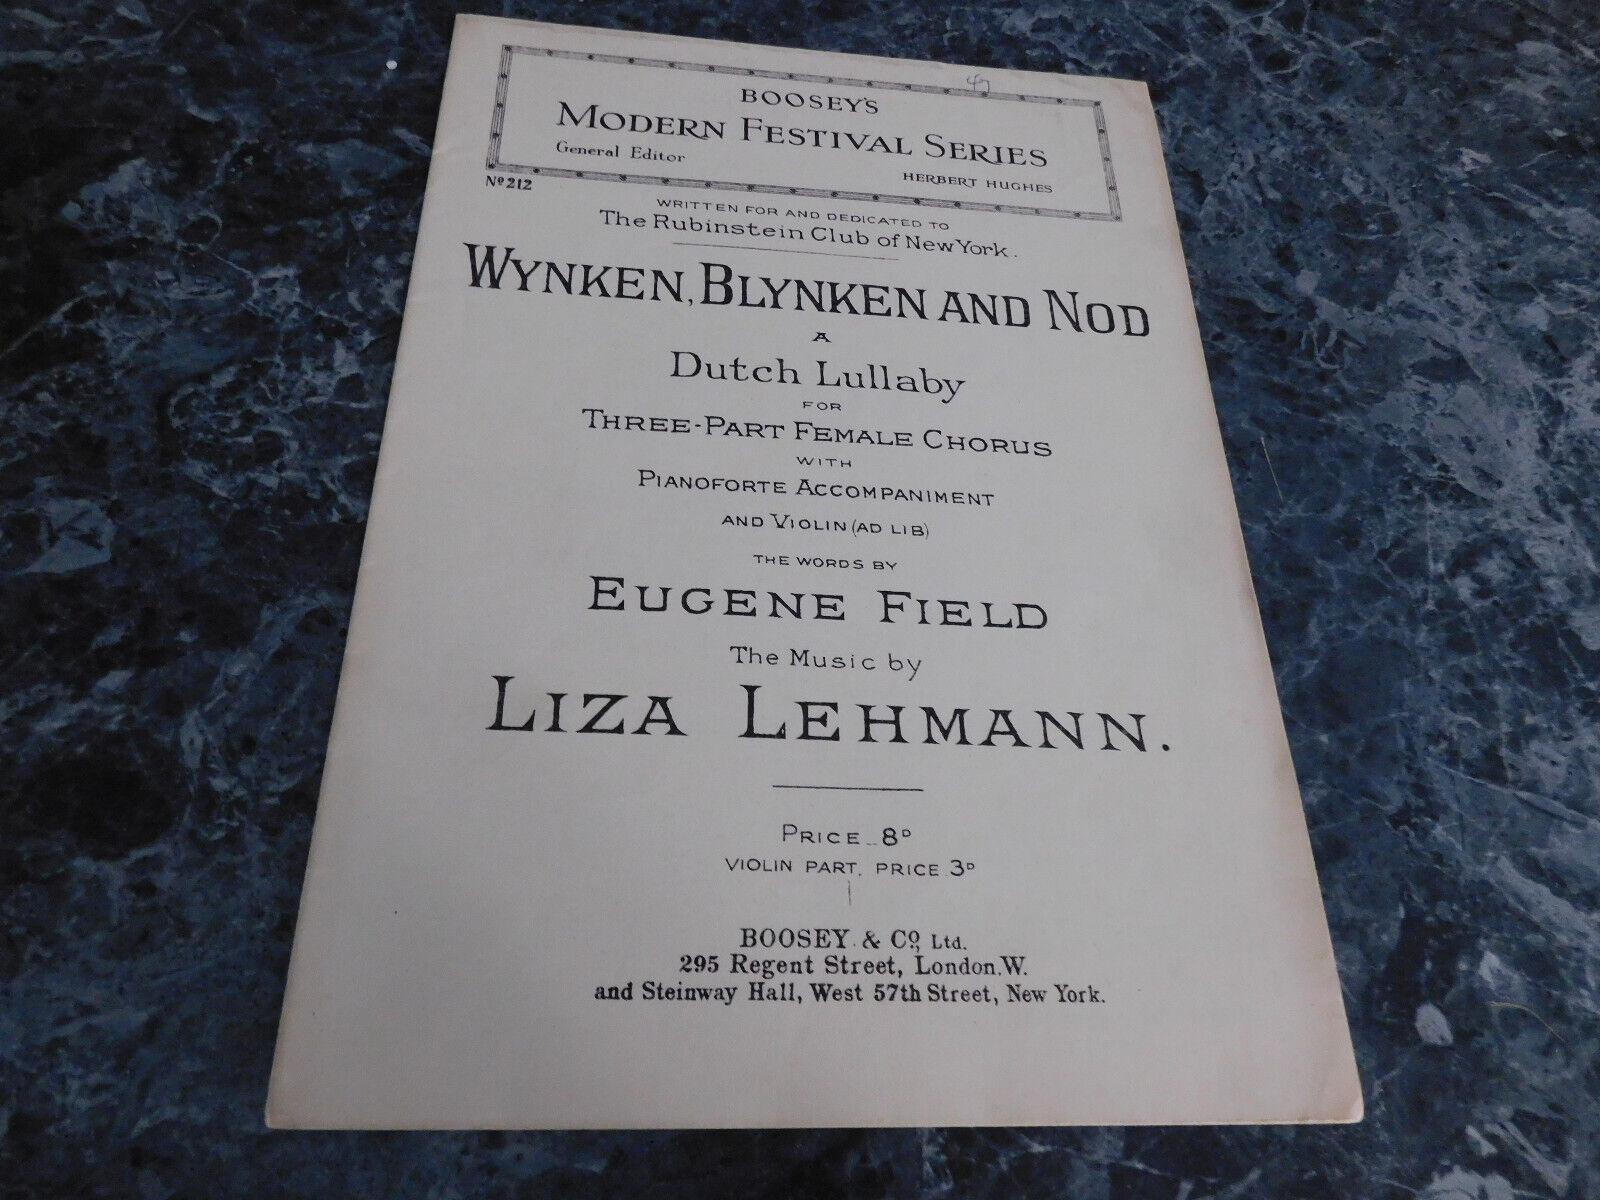 47
BOOSEY'S
MODERN FESTIVAL SERIES
General Editor HERBERT HUGHES
Nº 212
WRITTEN FOR AND DEDICATED TO
The Rubinstein Club of New York.
WYNKEN, BLYNKEN AND NOD
A
Dutch Lullaby
FOR
THREE-PART FEMALE CHORUS
WITH
PIANOFORTE ACCOMPANIMENT
AND VIOLIN (AD LIB)
THE WORDS BY
EUGENE FIELD
The Music by
LIZA LEHMANN.
PRICE 8D
VIOLIN PART. PRICE 3D
BOOSEY & Cº, Ltd.
295 Regent Street, London.W.
and Steinway Hall, West 57th Street, New York.